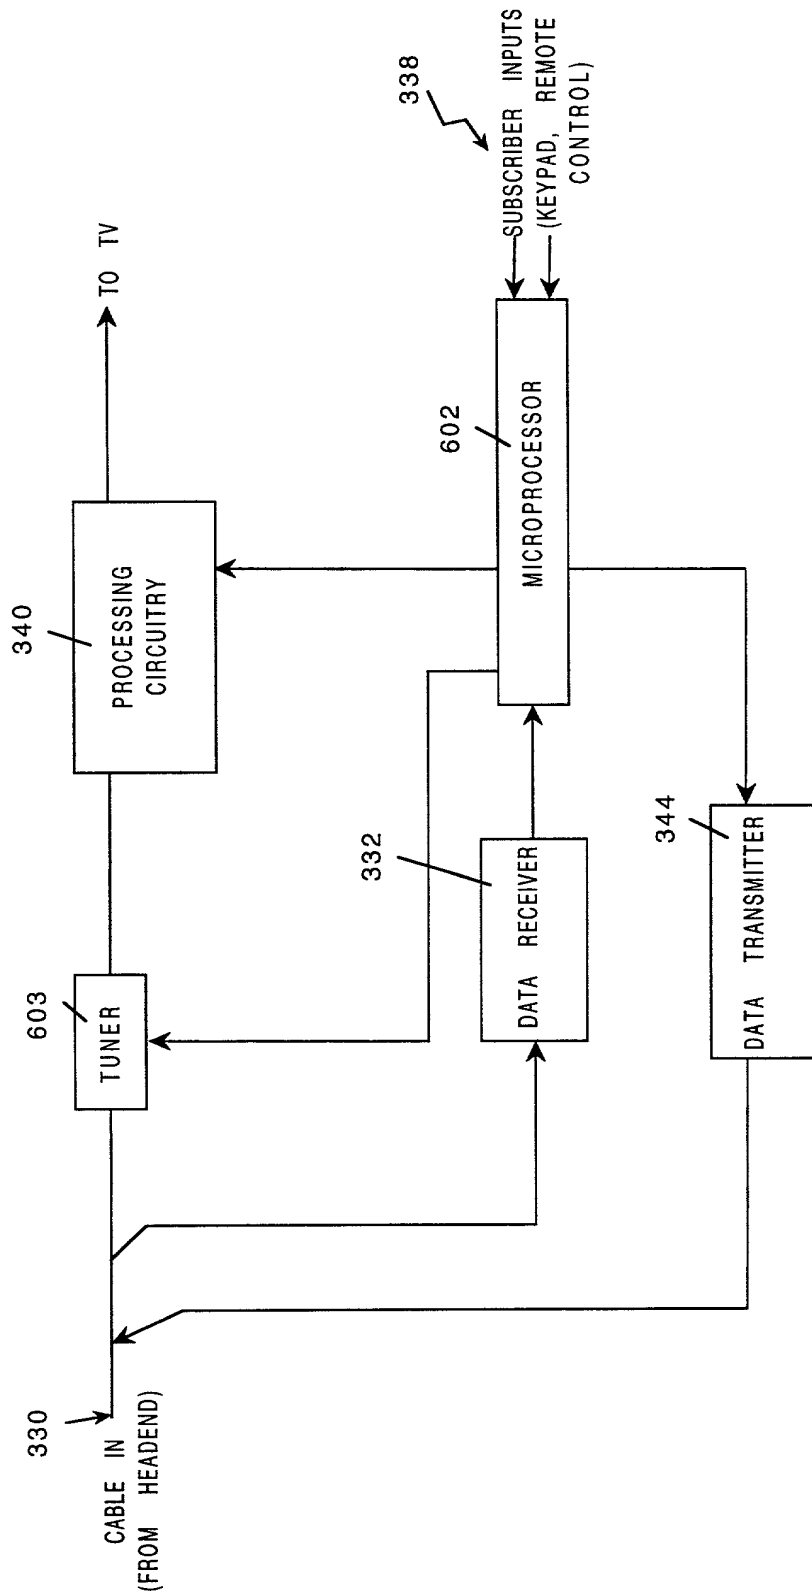 330
CABLE IN
(FROM HEADEND)
603
TUNER
340
PROCESSING
CIRCUITRY
TO TV
332
DATA RECEIVER
602
MICROPROCESSOR
338
SUBSCRIBER INPUTS
(KEYPAD, REMOTE
CONTROL)
344
DATA TRANSMITTER